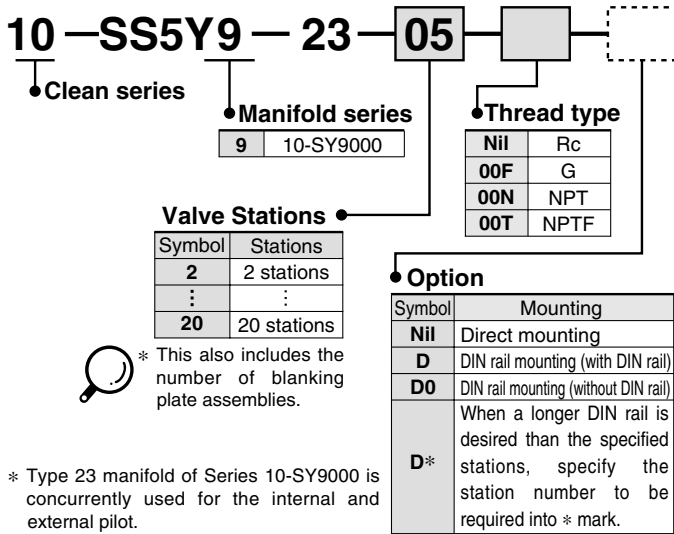 10 — SS5Y9 — 23 — 05 —
Clean series
Manifold series
9 10-SY9000
Thread type
Nil Rc
00F G
00N NPT
00T NPTF
Valve Stations
Symbol Stations
2 2 stations
⋮ ⋮
20 20 stations
* This also includes the
number of blanking
plate assemblies.
Option
Symbol Mounting
Nil Direct mounting
D DIN rail mounting (with DIN rail)
D0 DIN rail mounting (without DIN rail)
D* When a longer DIN rail is
desired than the specified
stations, specify the
station number to be
required into * mark.
* Type 23 manifold of Series 10-SY9000 is
concurrently used for the internal and
external pilot.